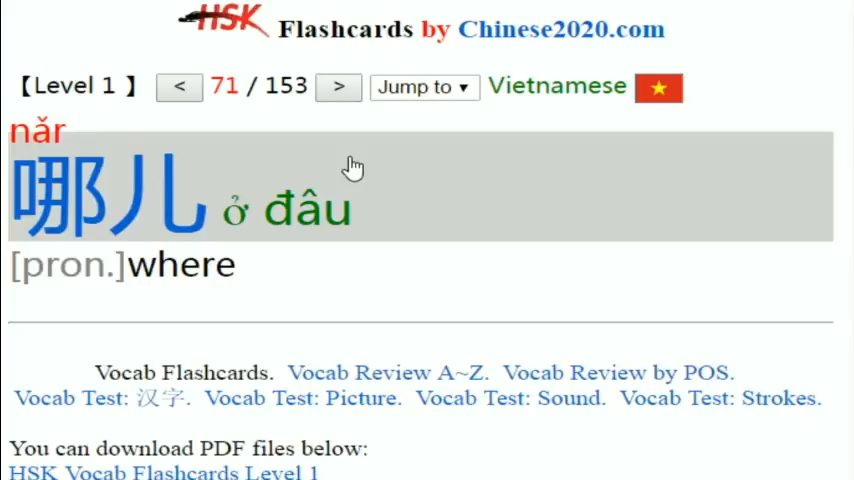 HSK Flashcards by Chinese2020.com
【Level 1 】 < 71 / 153 > Jump to ▼ Vietnamese
nǎr
哪儿 ở đâu
[pron.]where
Vocab Flashcards. Vocab Review A~Z. Vocab Review by POS.
Vocab Test: 汉字. Vocab Test: Picture. Vocab Test: Sound. Vocab Test: Strokes.
You can download PDF files below:
HSK Vocab Flashcards Level 1